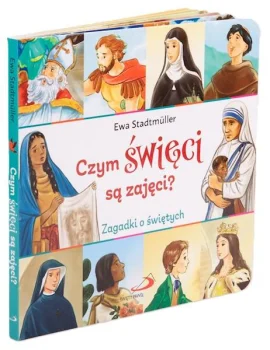 Ewa Stadtmüller
Czym święci są zajęci?
Ewa Stadtmüller
Czym święci
są zajęci?
Zagadki o świętych